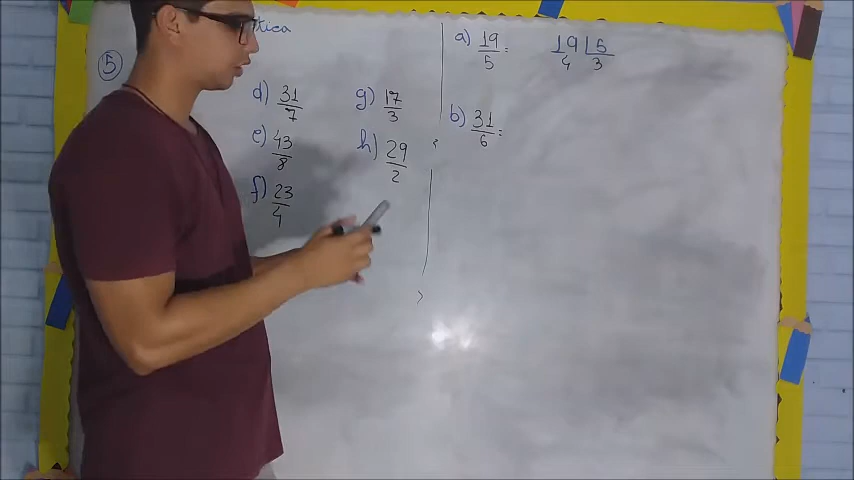 tica
5
a) 19/5 =
19 | 5
4 3
d) 31/7
g) 17/3
b) 31/6 =
e) 43/8
h) 29/2
f) 23/4